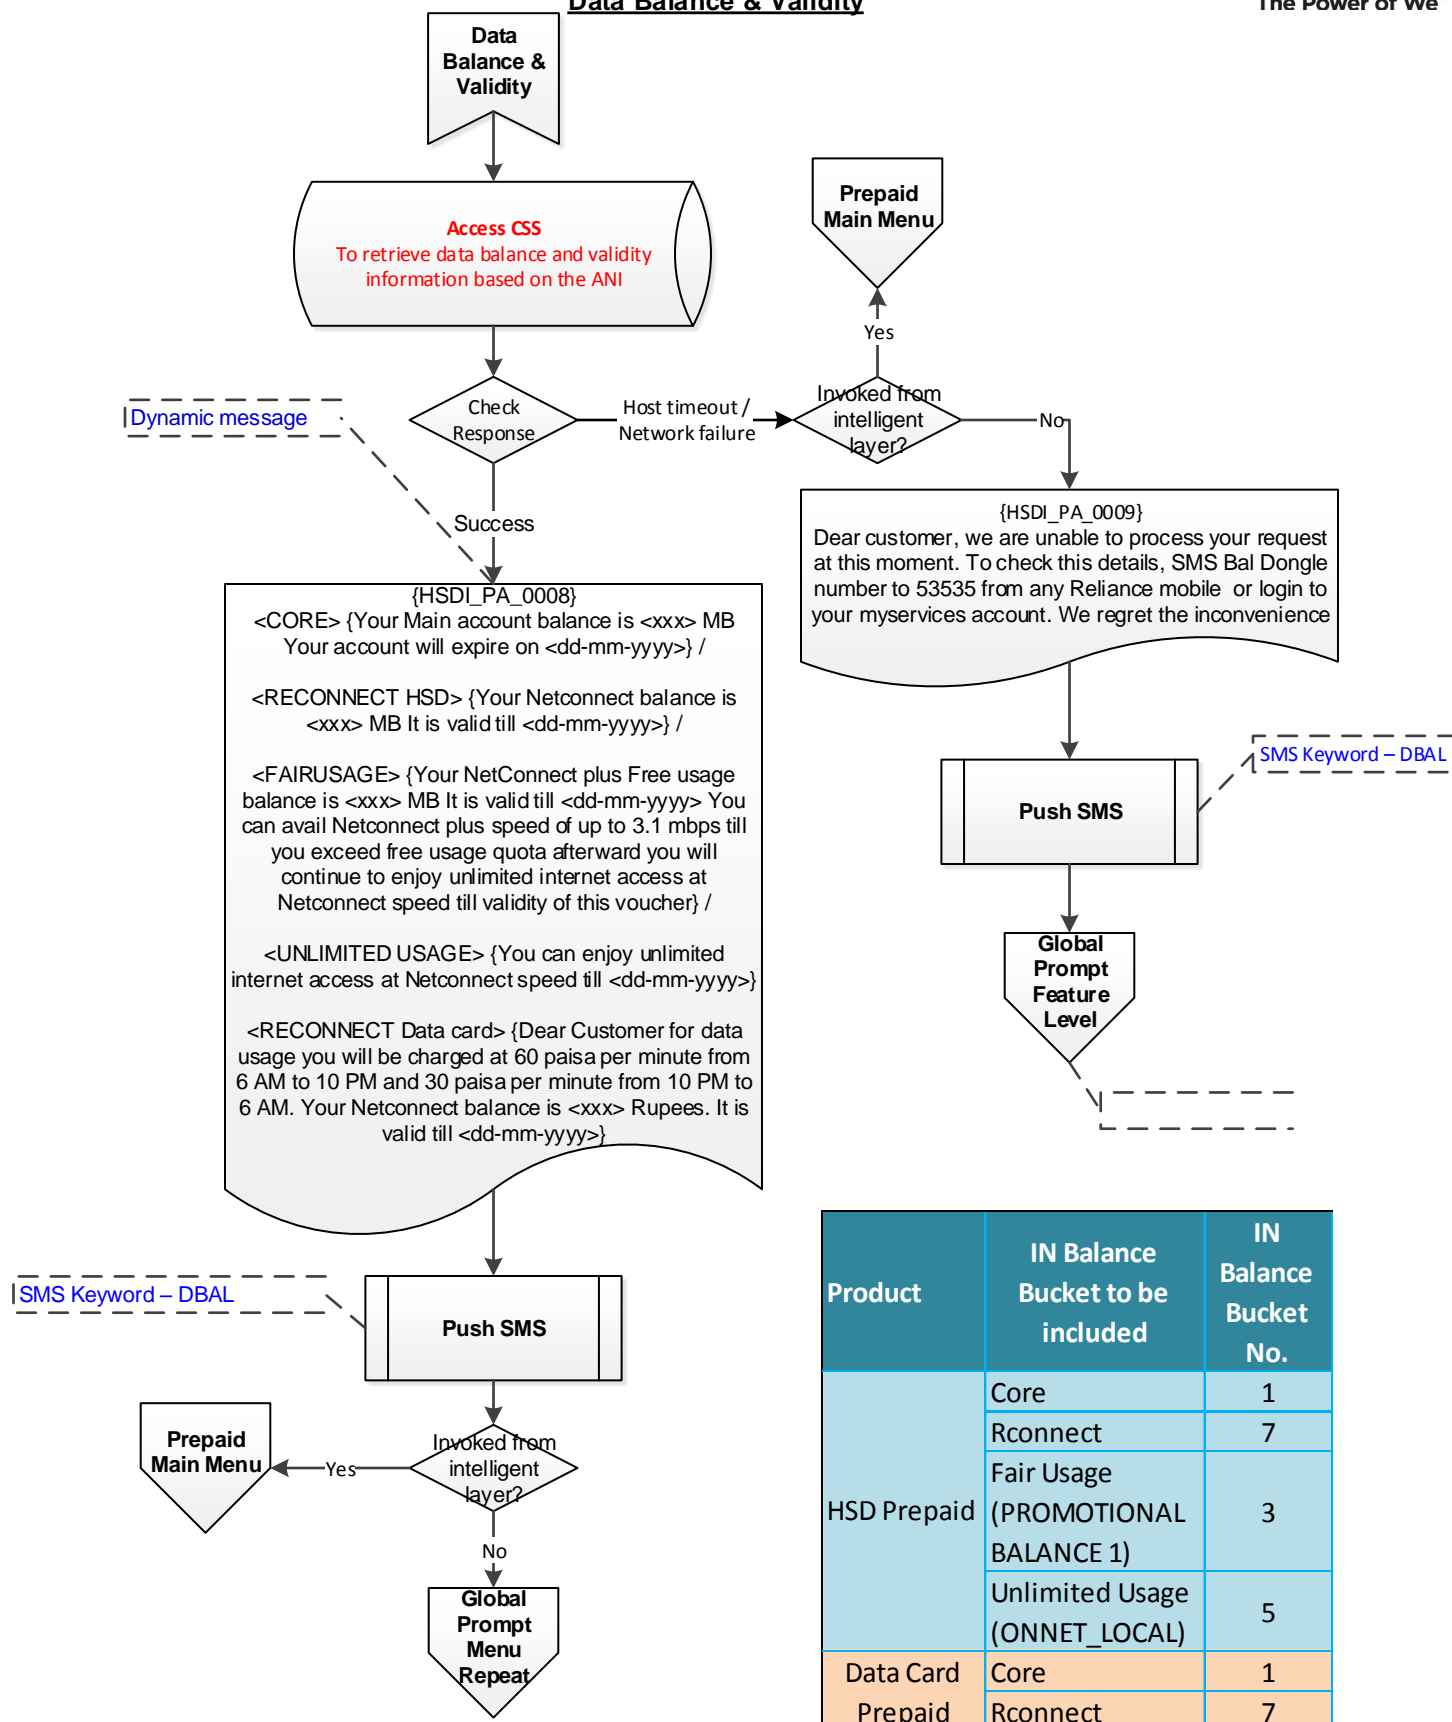 Data Balance & Validity
The Power of We
Data
Balance &
Validity
Access CSS
To retrieve data balance and validity
information based on the ANI
Prepaid
Main Menu
Yes
Dynamic message
Check
Response
Host timeout /
Network failure
Invoked from
intelligent
layer?
No
Success
{HSDI_PA_0009}
Dear customer, we are unable to process your request
at this moment. To check this details, SMS Bal Dongle
number to 53535 from any Reliance mobile or login to
your myservices account. We regret the inconvenience
{HSDI_PA_0008}
<CORE> {Your Main account balance is <xxx> MB
Your account will expire on <dd-mm-yyyy>} /
<RECONNECT HSD> {Your Netconnect balance is
<xxx> MB It is valid till <dd-mm-yyyy>} /
<FAIRUSAGE> {Your NetConnect plus Free usage
balance is <xxx> MB It is valid till <dd-mm-yyyy> You
can avail Netconnect plus speed of up to 3.1 mbps till
you exceed free usage quota afterward you will
continue to enjoy unlimited internet access at
Netconnect speed till validity of this voucher} /
<UNLIMITED USAGE> {You can enjoy unlimited
internet access at Netconnect speed till <dd-mm-yyyy>}
<RECONNECT Data card> {Dear Customer for data
usage you will be charged at 60 paisa per minute from
6 AM to 10 PM and 30 paisa per minute from 10 PM to
6 AM. Your Netconnect balance is <xxx> Rupees. It is
valid till <dd-mm-yyyy>}
SMS Keyword – DBAL
Push SMS
Global
Prompt
Feature
Level
SMS Keyword – DBAL
Push SMS
Prepaid
Main Menu
Yes
Invoked from
intelligent
layer?
No
Global
Prompt
Menu
Repeat
Product
IN Balance
Bucket to be
included
IN
Balance
Bucket
No.
HSD Prepaid
Core 1
Rconnect 7
Fair Usage
(PROMOTIONAL
BALANCE 1)
3
Unlimited Usage
(ONNET_LOCAL)
5
Data Card
Prepaid
Core 1
Rconnect 7